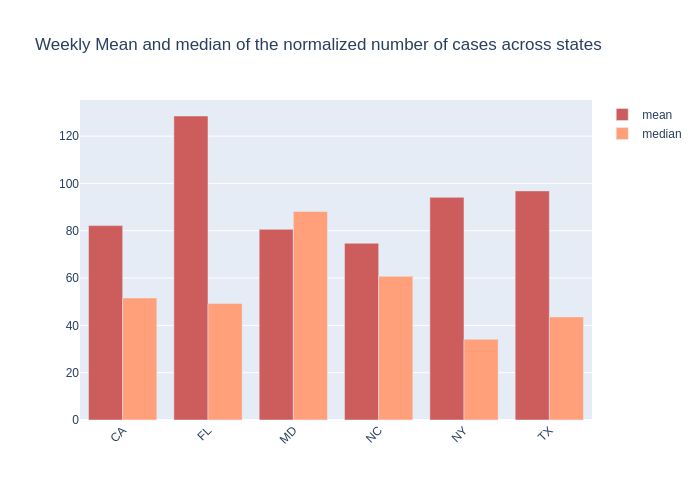 Weekly Mean and median of the normalized number of cases across states
mean
median
120
100
80
60
40
20
0
CA
FL
MD
NC
NY
TX